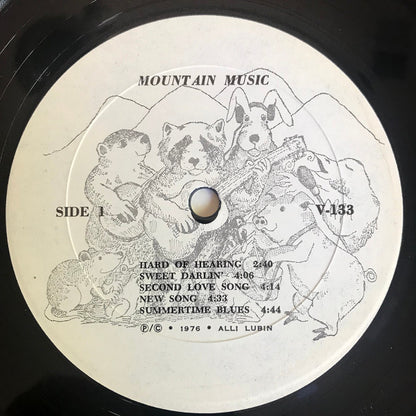 MOUNTAIN MUSIC
SIDE 1
V-133
HARD OF HEARING 2:40
SWEET DARLIN' 4:06
SECOND LOVE SONG 4:14
NEW SONG 4:33
SUMMERTIME BLUES 4:44
Ⓟ/© • 1976 • ALLI LUBIN